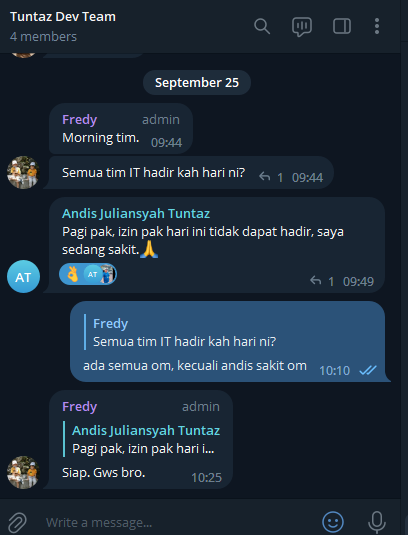 Tuntaz Dev Team
4 members
September 25
Fredy admin
Morning tim. 09:44
Semua tim IT hadir kah hari ni? 1 09:44
Andis Juliansyah Tuntaz
Pagi pak, izin pak hari ini tidak dapat hadir, saya
sedang sakit.🙏
AT
👌 AT
1 09:49
Fredy
Semua tim IT hadir kah hari ni?
ada semua om, kecuali andis sakit om 10:10
Fredy admin
Andis Juliansyah Tuntaz
Pagi pak, izin pak hari i...
Siap. Gws bro. 10:25
Write a message...